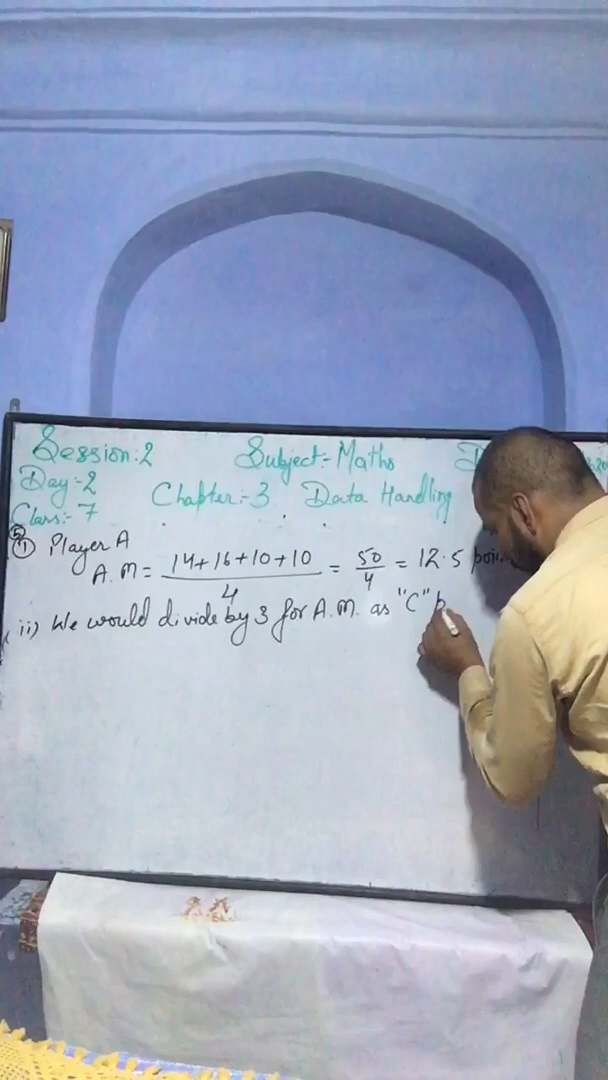 Session:2 Subject:- Maths
Day:-2
Chapter:-3 Data Handling
Class:- 7
⑤
① Player A
A.M = 14+16+10+10 / 4 = 50/4 = 12.5
ii) We would divide by 3 for A.M. as "C"